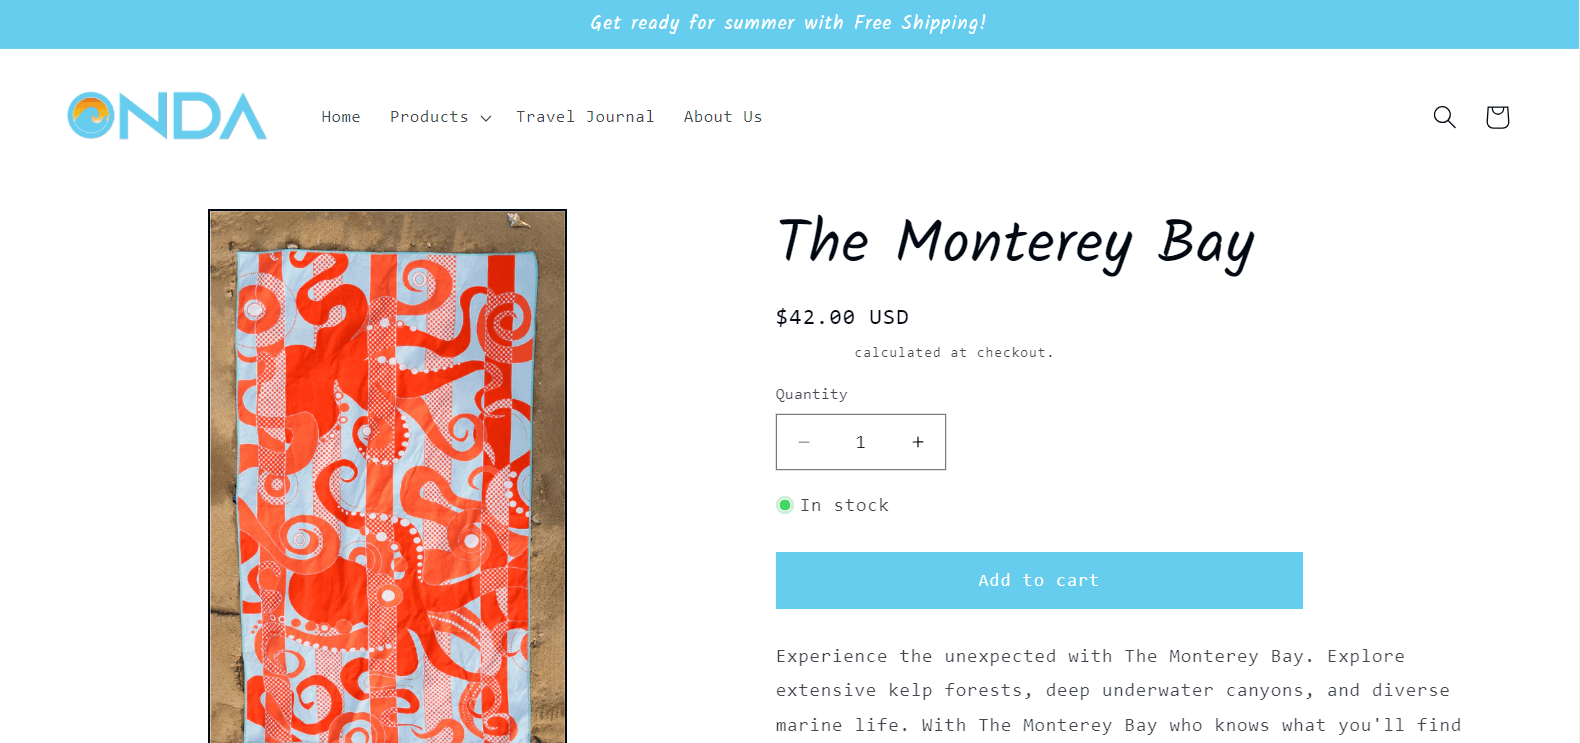 Get ready for summer with Free Shipping!
ONDA
Home Products Travel Journal About Us
The Monterey Bay
$42.00 USD
calculated at checkout.
Quantity
− 1 +
In stock
Add to cart
Experience the unexpected with The Monterey Bay. Explore
extensive kelp forests, deep underwater canyons, and diverse
marine life. With The Monterey Bay who knows what you'll find